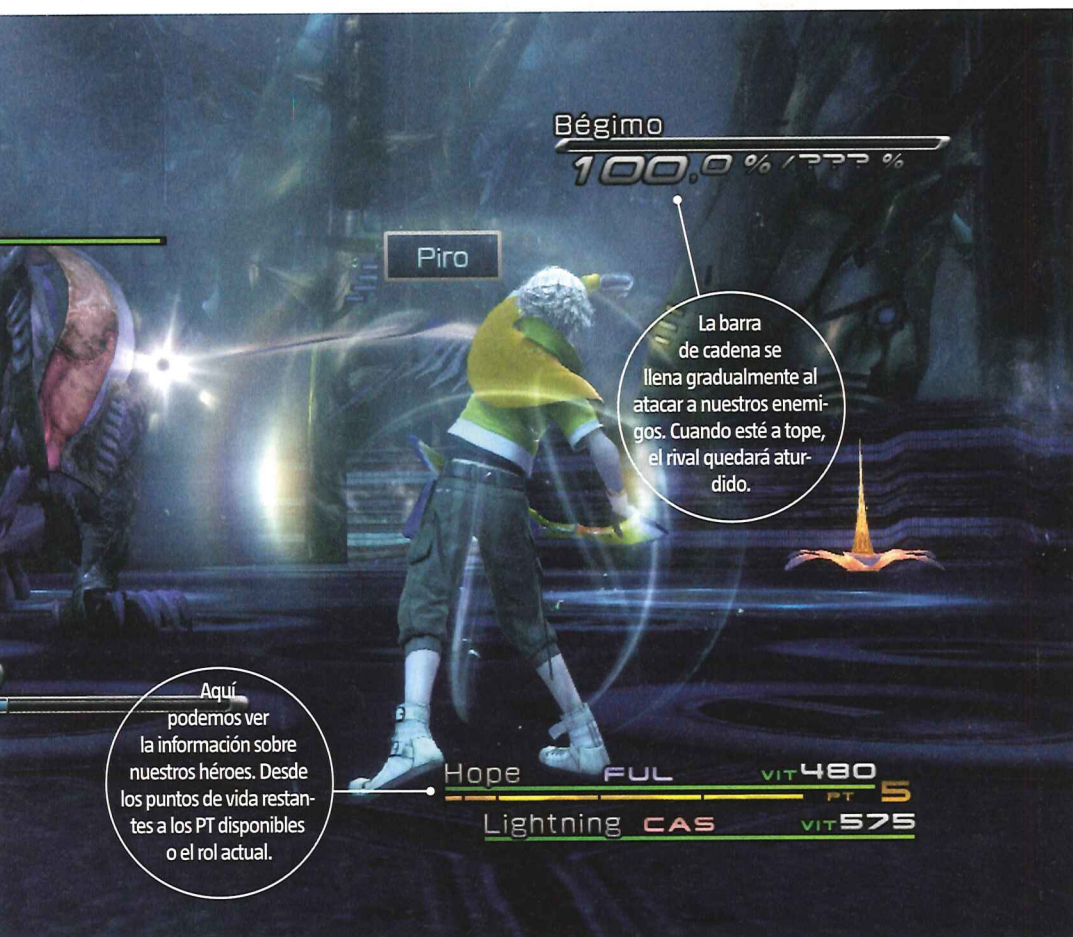 Bégimo
100.0 % / ??? %
Piro
La barra
de cadena se
llena gradualmente al
atacar a nuestros enemi-
gos. Cuando esté a tope,
el rival quedará atur-
dido.
Aquí
podemos ver
la información sobre
nuestros héroes. Desde
los puntos de vida restan-
tes a los PT disponibles
o el rol actual.
Hope FUL VIT 480
PT 5
Lightning CAS VIT 575